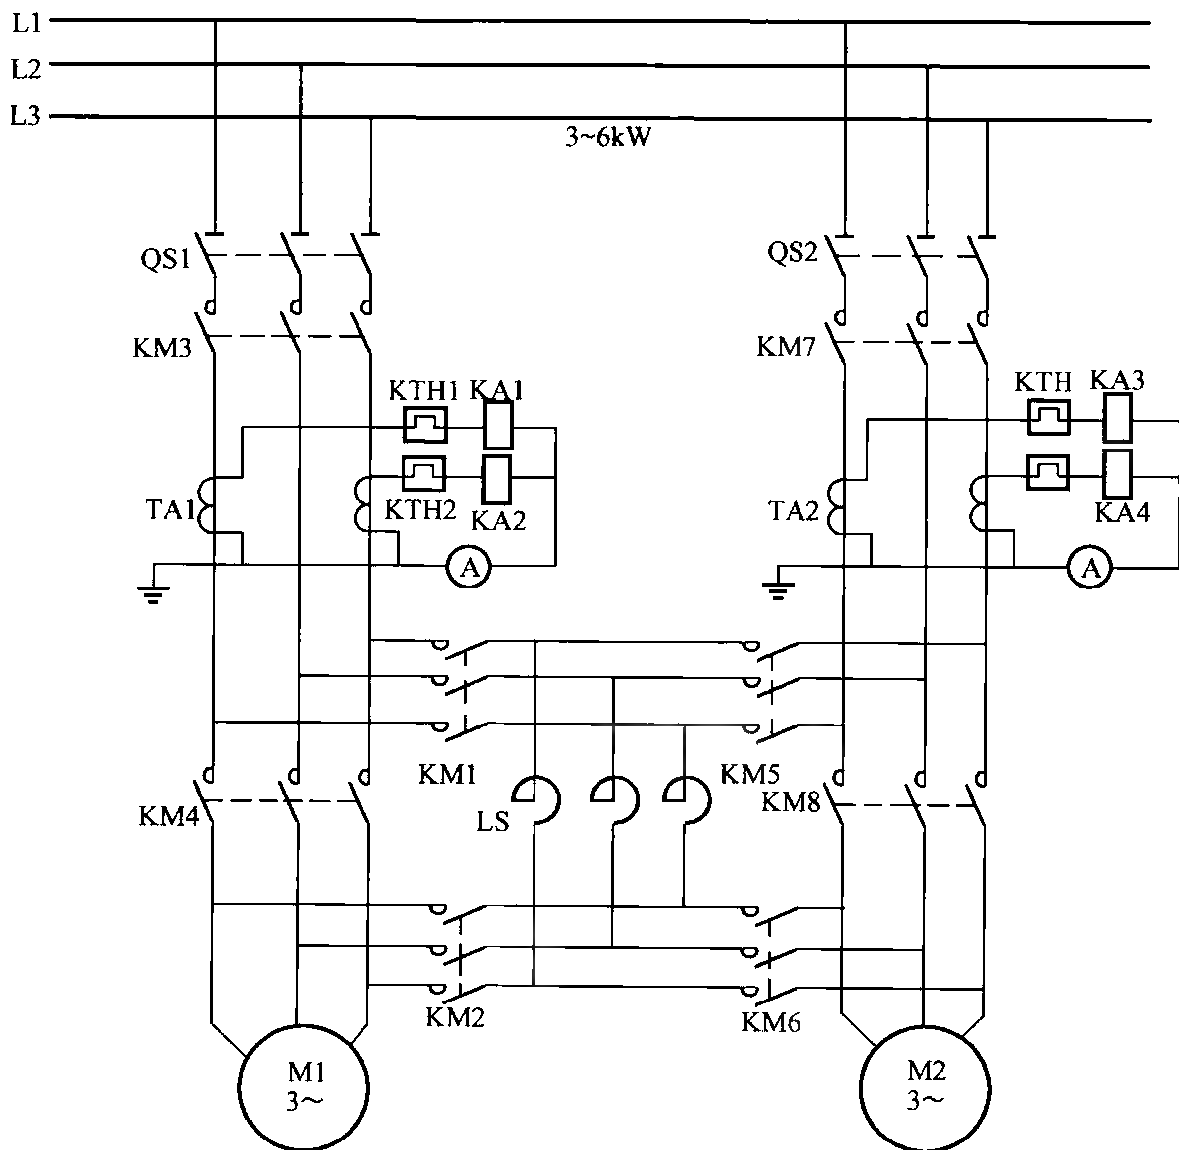 L1
L2
L3
3~6kW
QS1
QS2
KM3
KM7
KTH1 KA1
KTH KA3
TA1
KTH2
KA2
TA2
KA4
A
A
KM1
KM5
KM4
LS
KM8
KM2
KM6
M1
3~
M2
3~